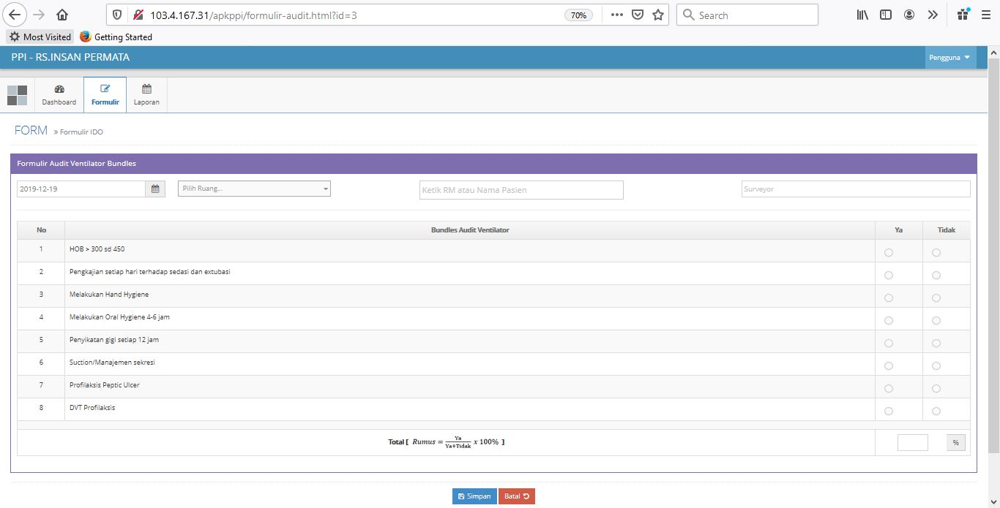 103.4.167.31/apkppi/formulir-audit.html?id=3
70%
Search
Most Visited
Getting Started
PPI - RS.INSAN PERMATA
Pengguna
Dashboard
Formulir
Laporan
FORM » Formulir IDO
Formulir Audit Ventilator Bundles
2019-12-19
Pilih Ruang...
Ketik RM atau Nama Pasien
Surveyor
No Bundles Audit Ventilator Ya Tidak
1 HOB > 300 sd 450
2 Pengkajian setiap hari terhadap sedasi dan extubasi
3 Melakukan Hand Hygiene
4 Melakukan Oral Hygiene 4-6 jam
5 Penyikatan gigi setiap 12 jam
6 Suction/Manajemen sekresi
7 Profilaksis Peptic Ulcer
8 DVT Profilaksis
Total [ Rumus = Ya / Ya+Tidak x 100% ] %
Simpan
Batal